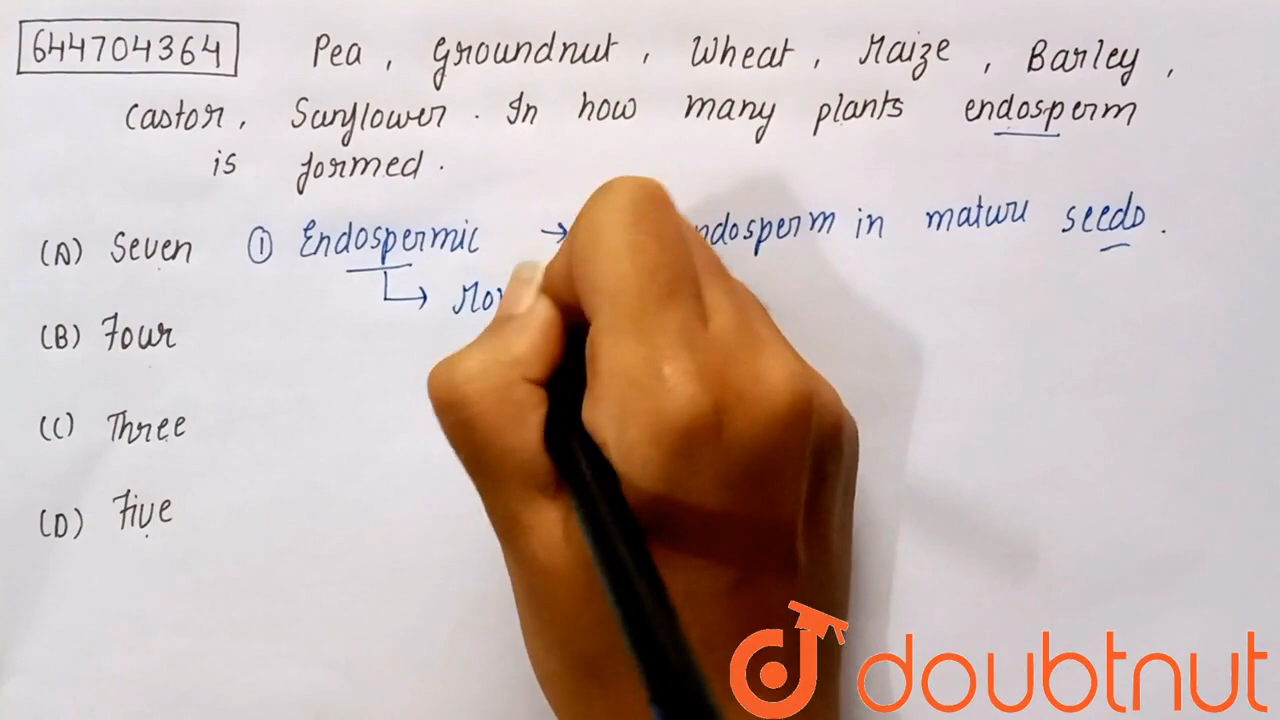 644704364 Pea, Groundnut, Wheat, Maize, Barley,
Castor, Sunflower. In how many plants endosperm
is formed.
(A) Seven ① Endospermic → in mature seeds.
(B) Four
(C) Three
(D) Five
doubtnut